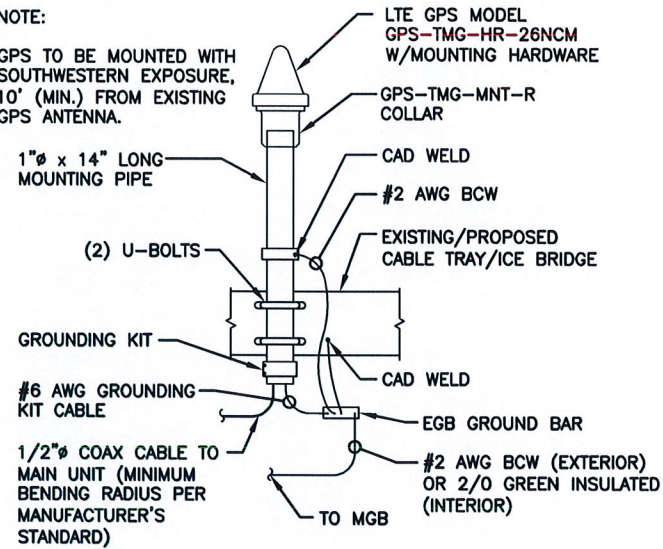 NOTE:
GPS TO BE MOUNTED WITH
SOUTHWESTERN EXPOSURE,
10' (MIN.) FROM EXISTING
GPS ANTENNA.
LTE GPS MODEL
GPS-TMG-HR-26NCM
W/MOUNTING HARDWARE
GPS-TMG-MNT-R
COLLAR
1"ø x 14" LONG
MOUNTING PIPE
CAD WELD
#2 AWG BCW
(2) U-BOLTS
EXISTING/PROPOSED
CABLE TRAY/ICE BRIDGE
GROUNDING KIT
CAD WELD
#6 AWG GROUNDING
KIT CABLE
EGB GROUND BAR
1/2"ø COAX CABLE TO
MAIN UNIT (MINIMUM
BENDING RADIUS PER
MANUFACTURER'S
STANDARD)
#2 AWG BCW (EXTERIOR)
OR 2/0 GREEN INSULATED
(INTERIOR)
TO MGB